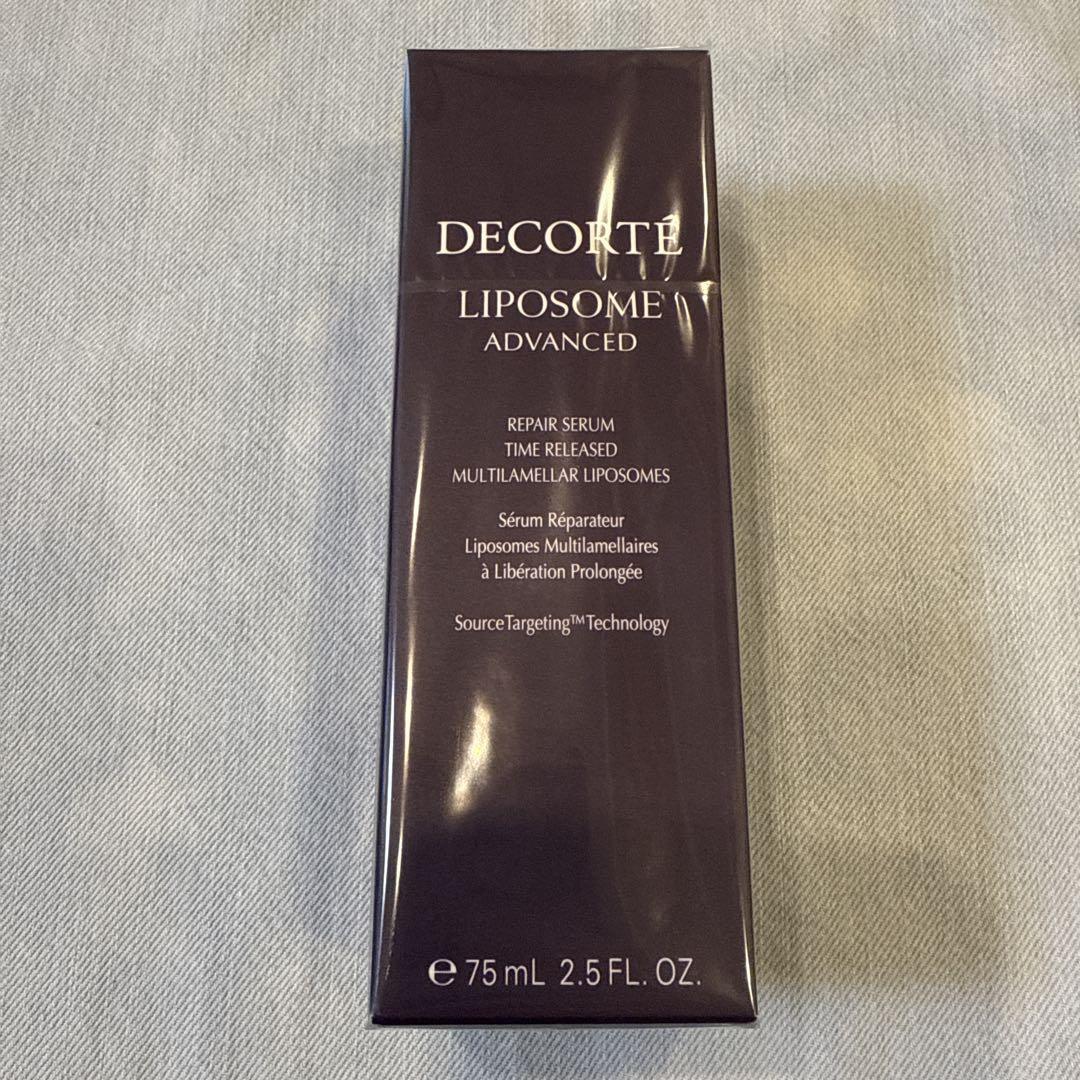 DECORTÉ
LIPOSOME
ADVANCED
REPAIR SERUM
TIME RELEASED
MULTILAMELLAR LIPOSOMES
Sérum Réparateur
Liposomes Multilamellaires
à Libération Prolongée
SourceTargeting™Technology
℮ 75 mL 2.5 FL. OZ.